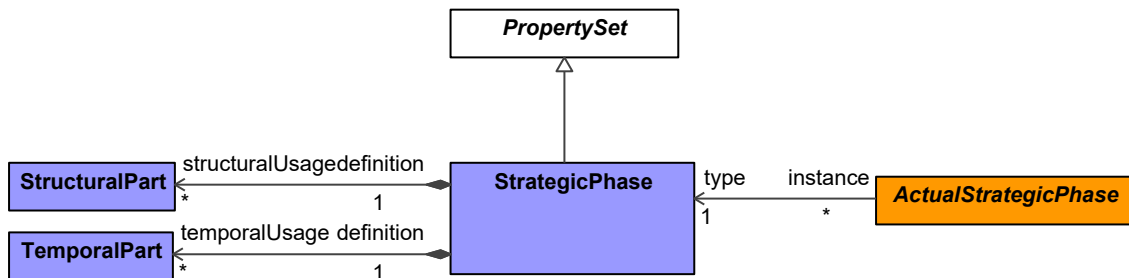 PropertySet
structuralUsagedefinition
StructuralPart
* 1
StrategicPhase
type instance
1 *
ActualStrategicPhase
temporalUsage definition
TemporalPart
* 1